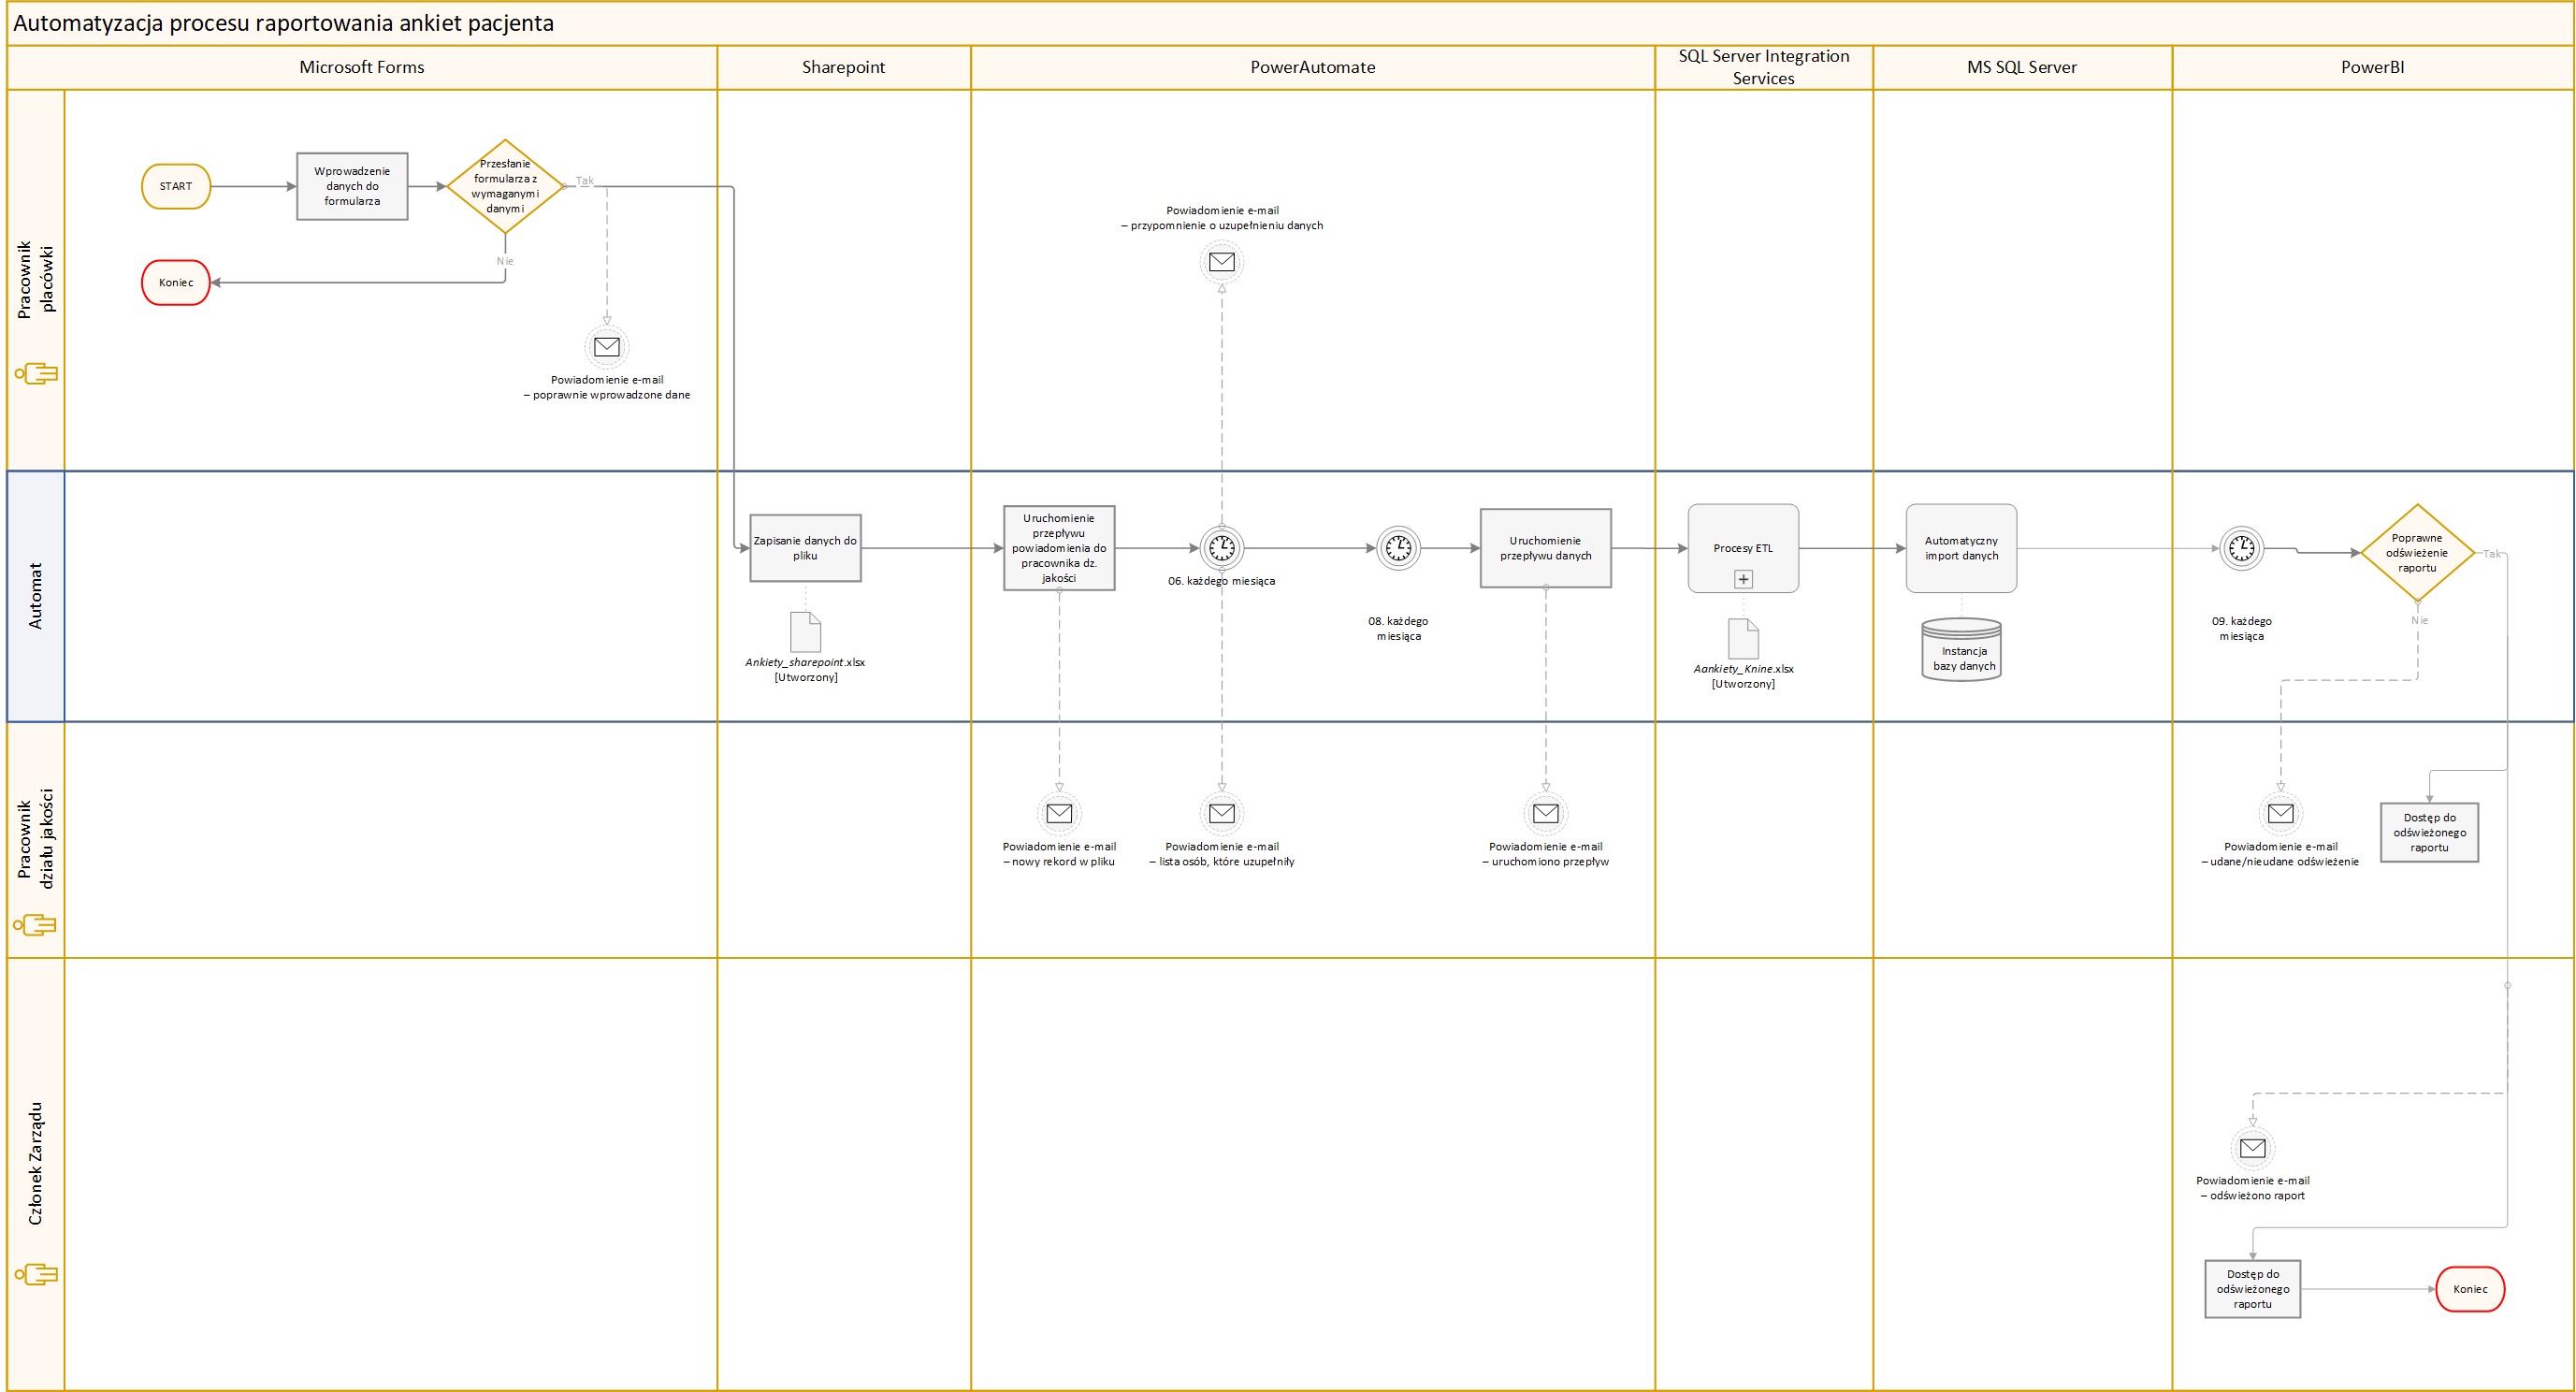 Automatyzacja procesu raportowania ankiet pacjenta
Microsoft Forms
Sharepoint
PowerAutomate
SQL Server Integration
Services
MS SQL Server
PowerBI
Pracownik
placówki
START
Wprowadzenie
danych do
formularza
Przesłanie
formularza z
wymaganymi
danymi
Tak
Nie
Koniec
Powiadomienie e-mail
– poprawnie wprowadzone dane
Powiadomienie e-mail
– przypomnienie o uzupełnieniu danych
Automat
Zapisanie danych do
pliku
Ankiety_sharepoint.xlsx
[Utworzony]
Uruchomienie
przepływu
powiadomienia do
pracownika dz.
jakości
06. każdego miesiąca
08. każdego
miesiąca
Uruchomienie
przepływu danych
Procesy ETL
Aankiety_Knine.xlsx
[Utworzony]
Automatyczny
import danych
Instancja
bazy danych
09. każdego
miesiąca
Poprawne
odświeżenie
raportu
Tak
Nie
Pracownik
działu jakości
Powiadomienie e-mail
– nowy rekord w pliku
Powiadomienie e-mail
– lista osób, które uzupełniły
Powiadomienie e-mail
– uruchomiono przepływ
Powiadomienie e-mail
– udane/nieudane odświeżenie
Dostęp do
odświeżonego
raportu
Członek Zarządu
Powiadomienie e-mail
– odświeżono raport
Dostęp do
odświeżonego
raportu
Koniec